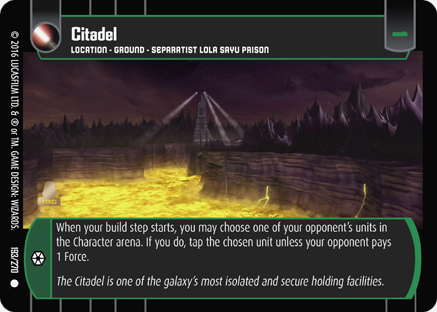 Citadel
LOCATION - GROUND - SEPARATIST LOLA SAYU PRISON
When your build step starts, you may choose one of your opponent's units in
the Character arena. If you do, tap the chosen unit unless your opponent pays
1 Force.
The Citadel is one of the galaxy's most isolated and secure holding facilities.
© 2016 LUCASFILM LTD. & ® or TM. GAME DESIGN: WIZARDS.
183/270